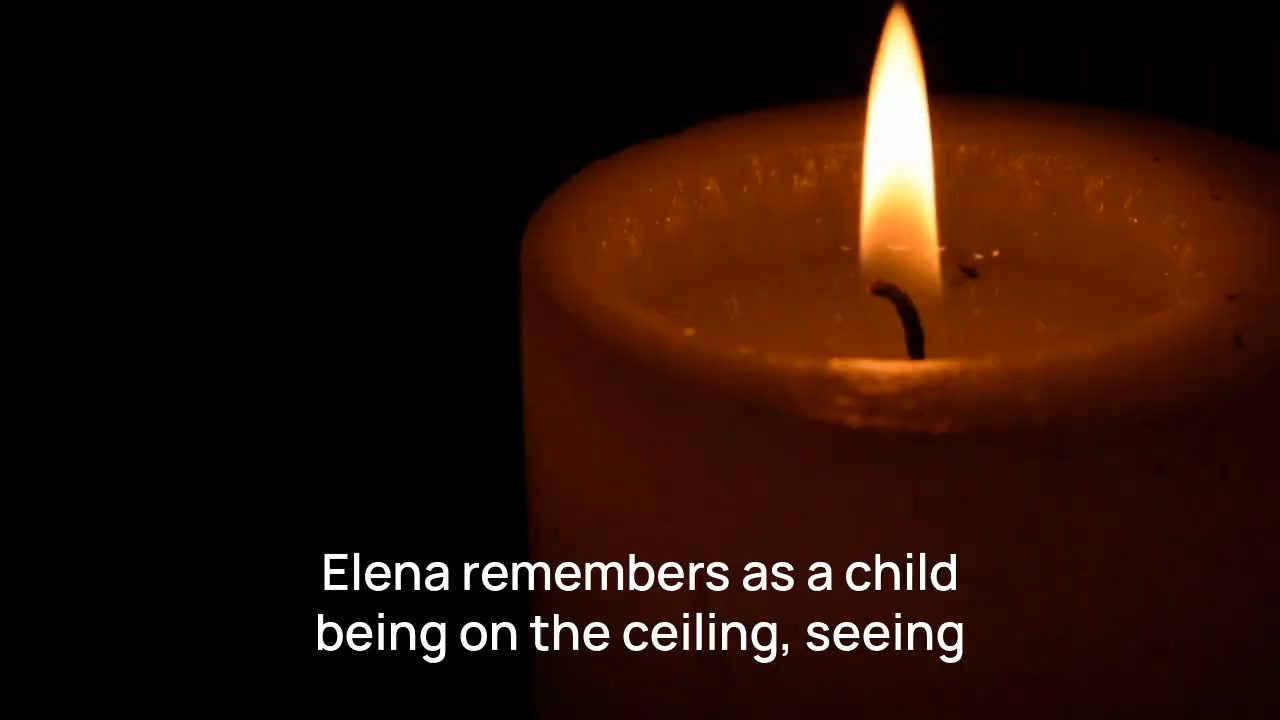 Elena remembers as a child
being on the ceiling, seeing